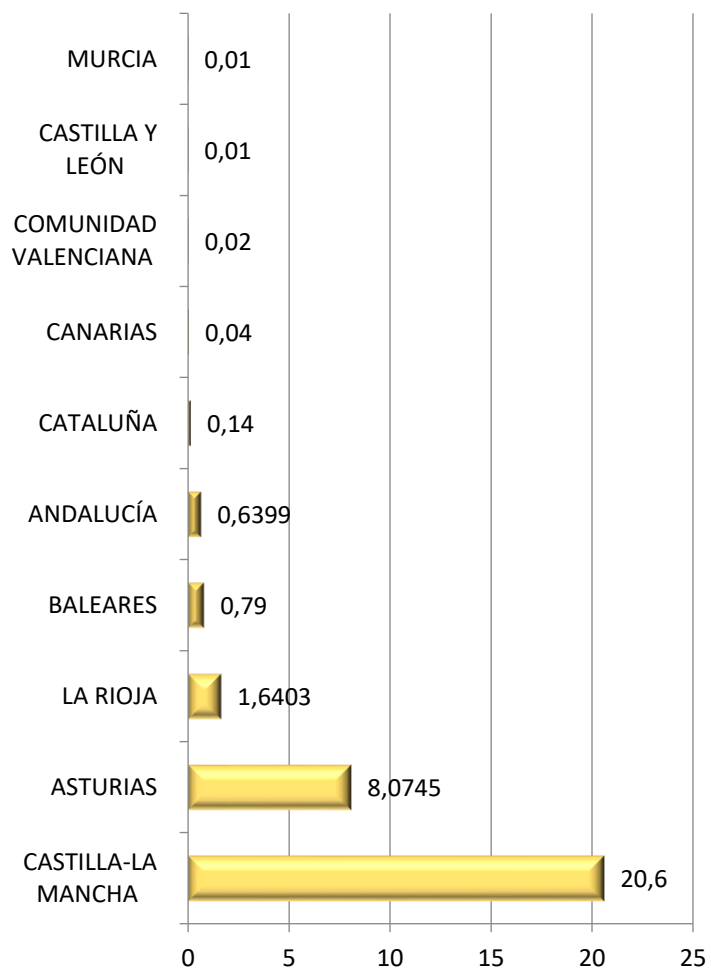 MURCIA
0,01
CASTILLA Y
LEÓN
0,01
COMUNIDAD
VALENCIANA
0,02
CANARIAS
0,04
CATALUÑA
0,14
ANDALUCÍA
0,6399
BALEARES
0,79
LA RIOJA
1,6403
ASTURIAS
8,0745
CASTILLA-LA
MANCHA
20,6
0 5 10 15 20 25